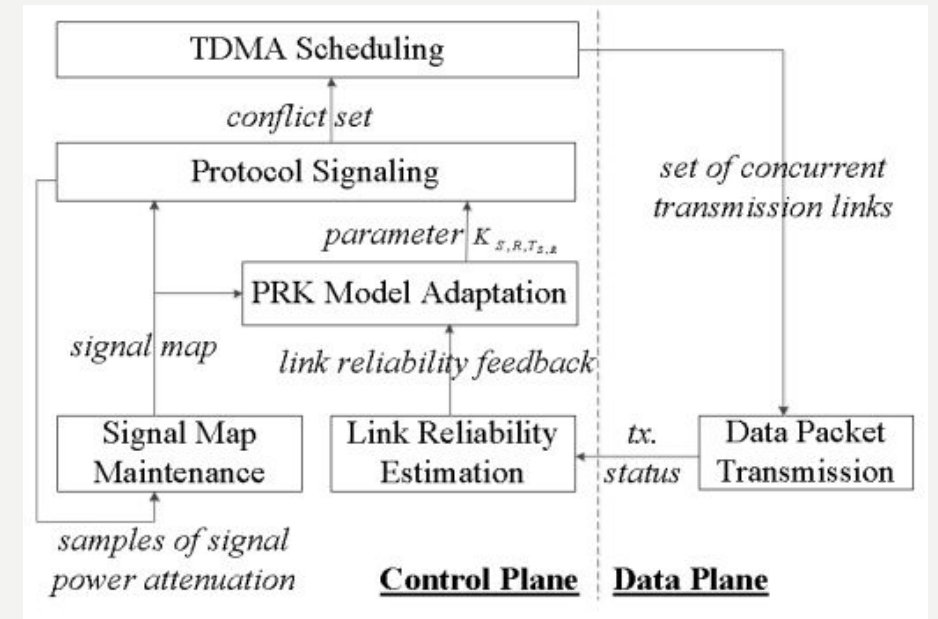 TDMA Scheduling
conflict set
Protocol Signaling
set of concurrent
transmission links
parameter K S,R,T S,R
PRK Model Adaptation
signal map
link reliability feedback
Signal Map
Maintenance
Link Reliability
Estimation
tx.
status
Data Packet
Transmission
samples of signal
power attenuation
Control Plane
Data Plane